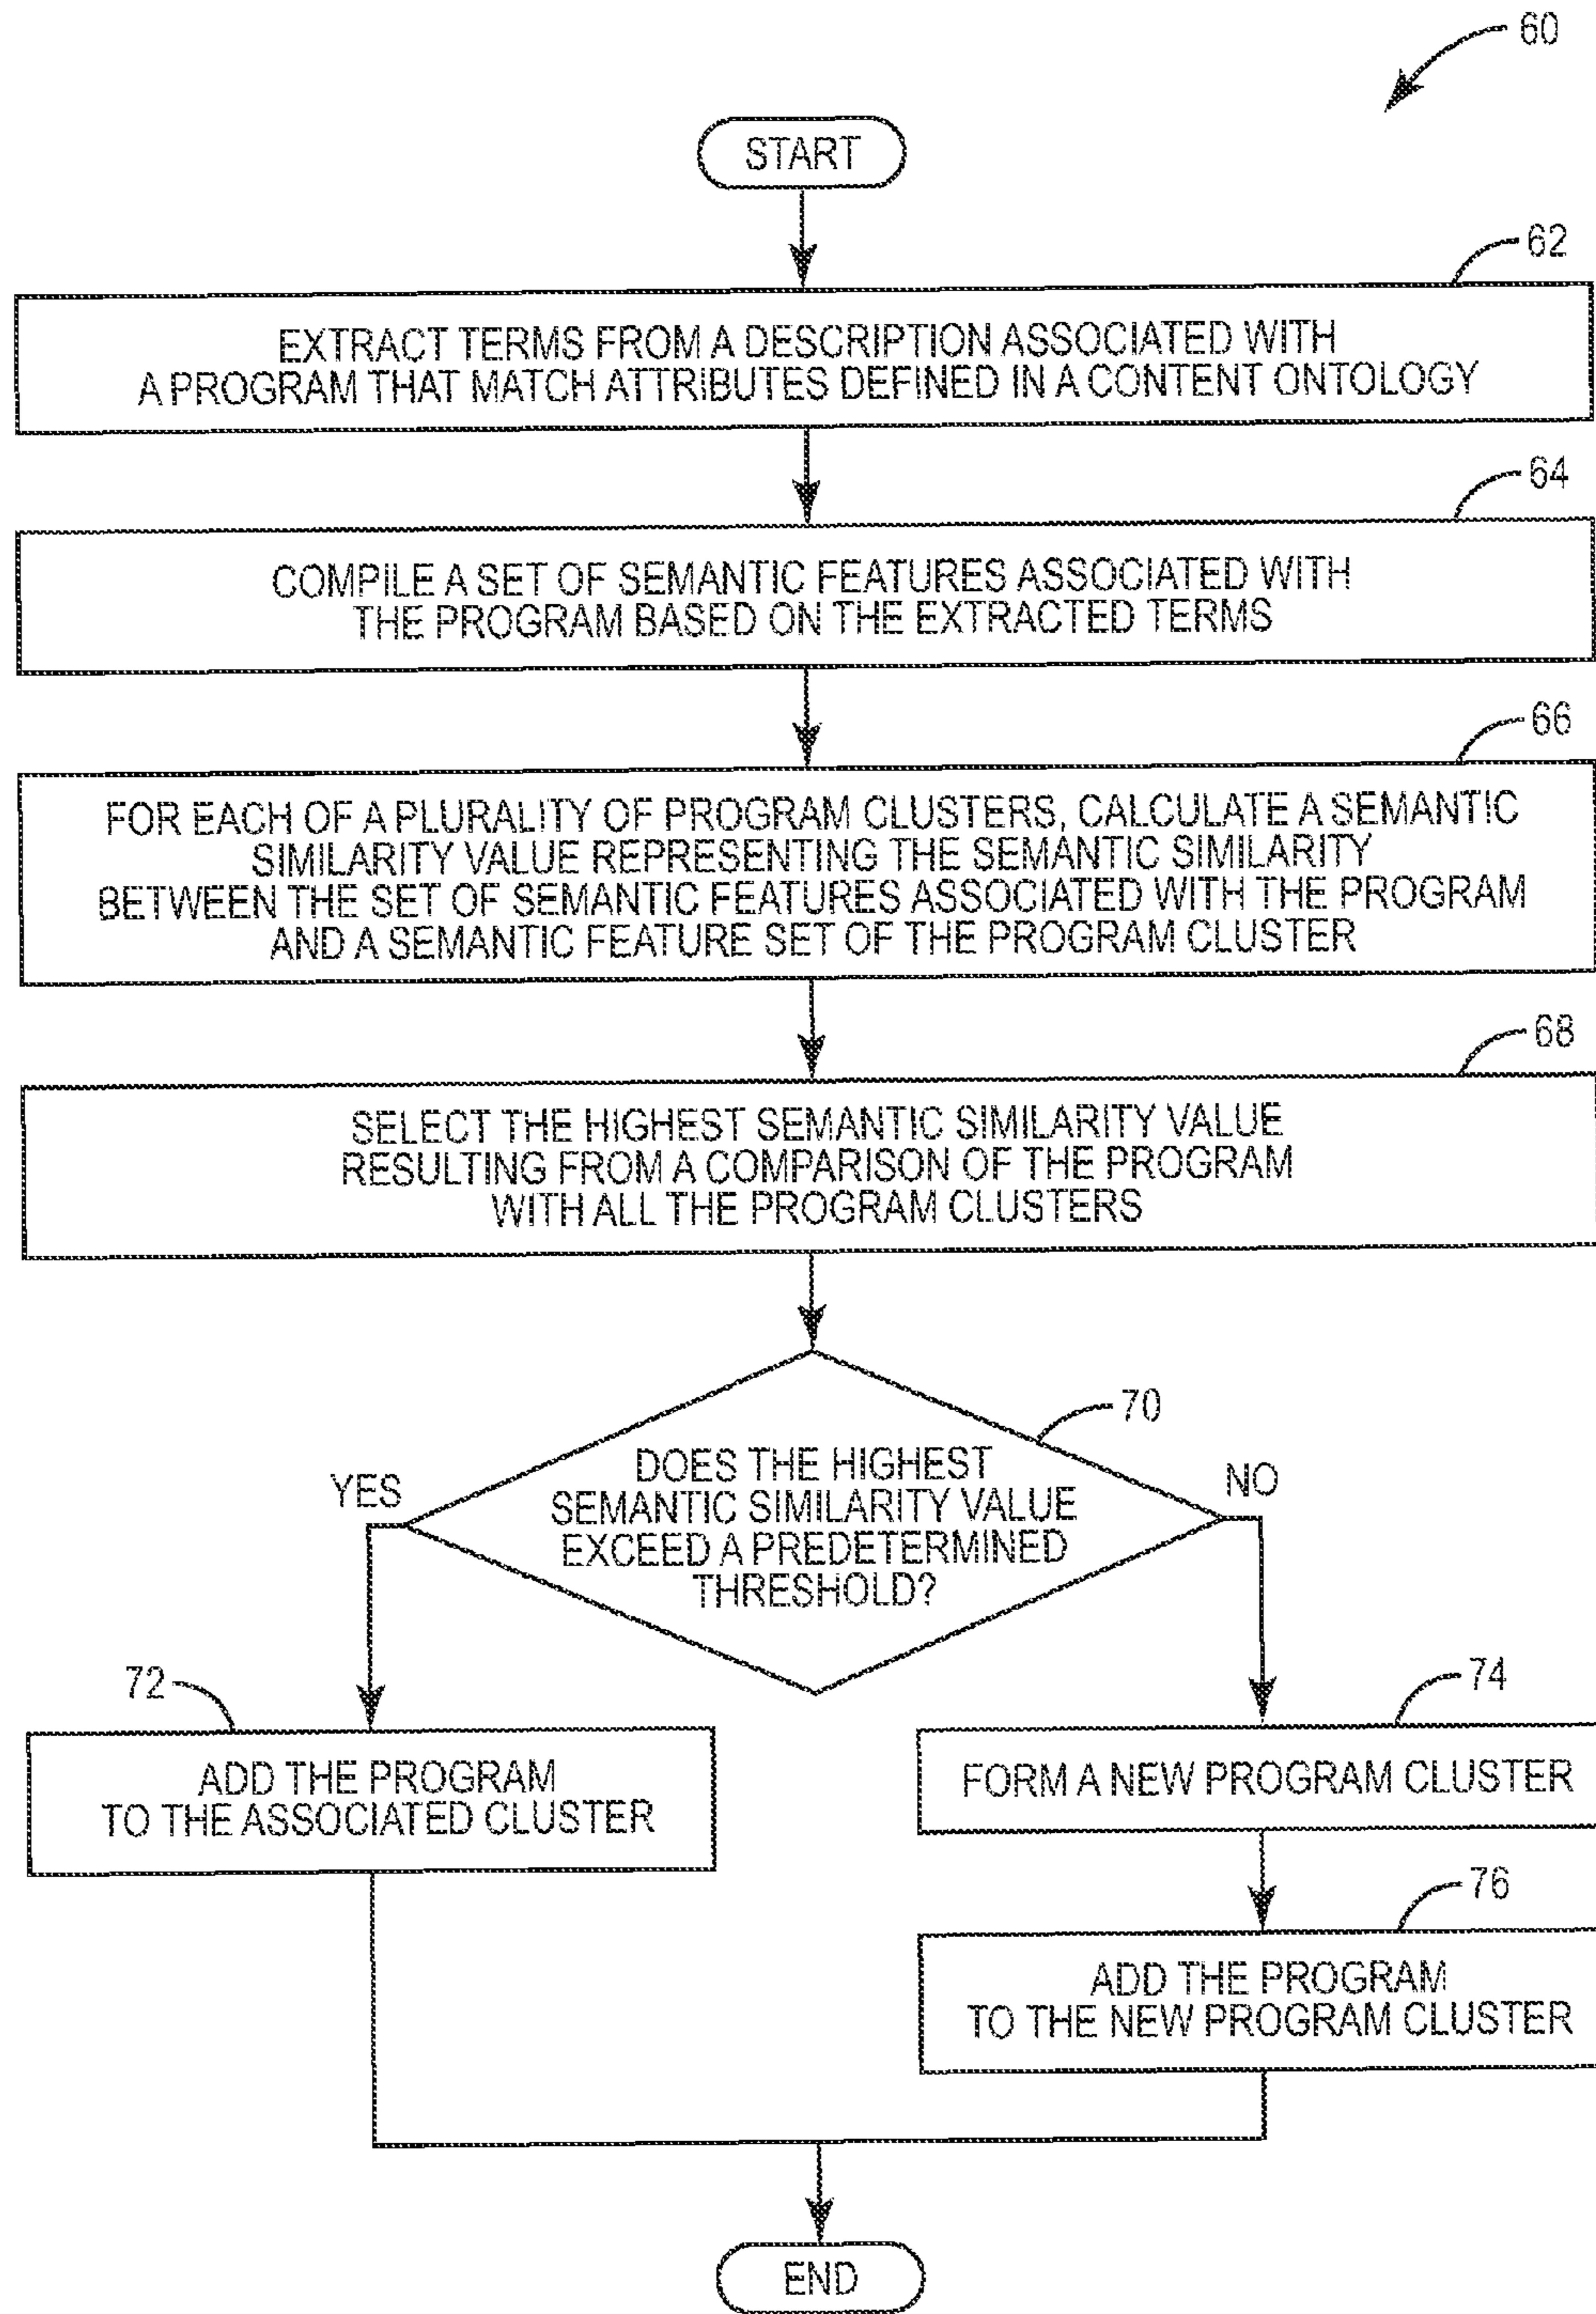 60
START
62
EXTRACT TERMS FROM A DESCRIPTION ASSOCIATED WITH
A PROGRAM THAT MATCH ATTRIBUTES DEFINED IN A CONTENT ONTOLOGY
64
COMPILE A SET OF SEMANTIC FEATURES ASSOCIATED WITH
THE PROGRAM BASED ON THE EXTRACTED TERMS
66
FOR EACH OF A PLURALITY OF PROGRAM CLUSTERS, CALCULATE A SEMANTIC
SIMILARITY VALUE REPRESENTING THE SEMANTIC SIMILARITY
BETWEEN THE SET OF SEMANTIC FEATURES ASSOCIATED WITH THE PROGRAM
AND A SEMANTIC FEATURE SET OF THE PROGRAM CLUSTER
68
SELECT THE HIGHEST SEMANTIC SIMILARITY VALUE
RESULTING FROM A COMPARISON OF THE PROGRAM
WITH ALL THE PROGRAM CLUSTERS
70
DOES THE HIGHEST
SEMANTIC SIMILARITY VALUE
EXCEED A PREDETERMINED
THRESHOLD?
YES
NO
72
ADD THE PROGRAM
TO THE ASSOCIATED CLUSTER
74
FORM A NEW PROGRAM CLUSTER
76
ADD THE PROGRAM
TO THE NEW PROGRAM CLUSTER
END